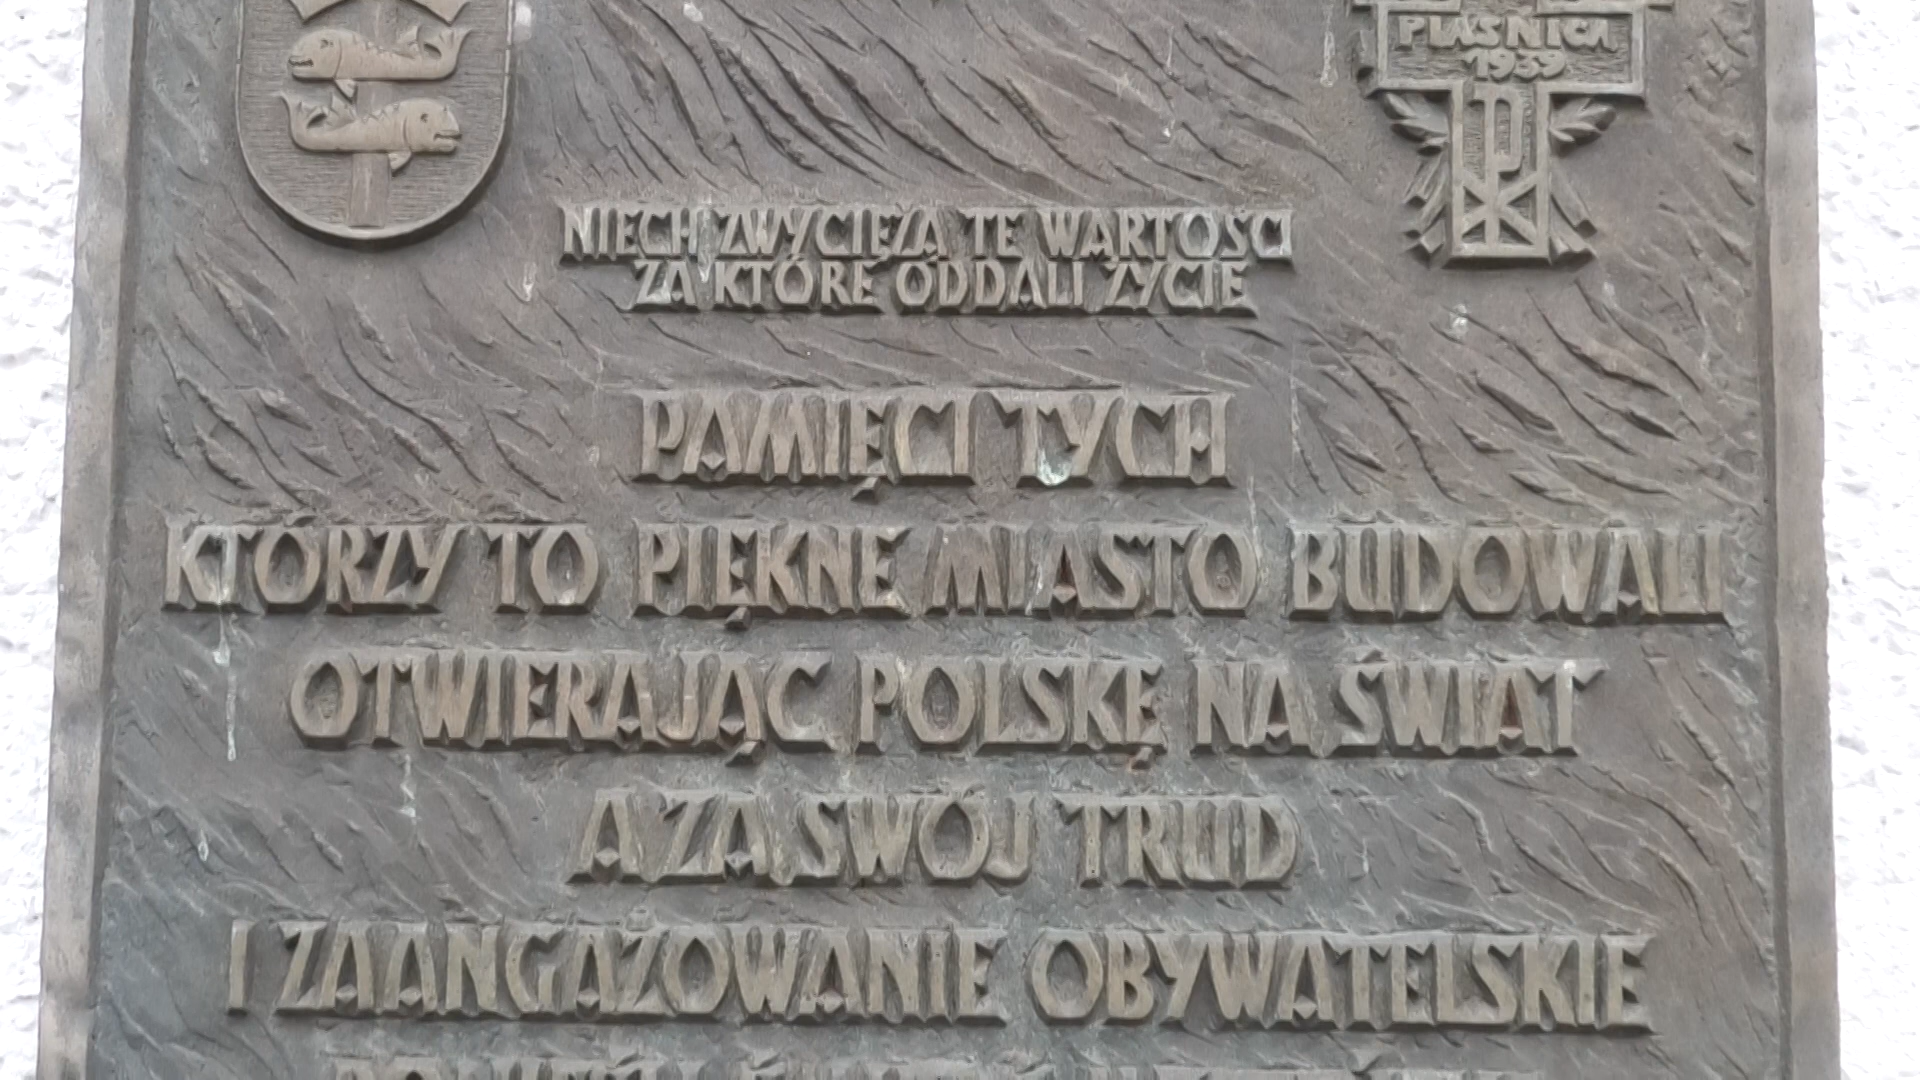 PIAŚNICA
1939
NIECH ZWYCIĘŻĄ TE WARTOŚCI
ZA KTÓRE ODDALI ŻYCIE
PAMIĘCI TYCH
KTÓRZY TO PIĘKNE MIASTO BUDOWALI
OTWIERAJĄC POLSKĘ NA ŚWIAT
A ZA SWÓJ TRUD
I ZAANGAŻOWANIE OBYWATELSKIE